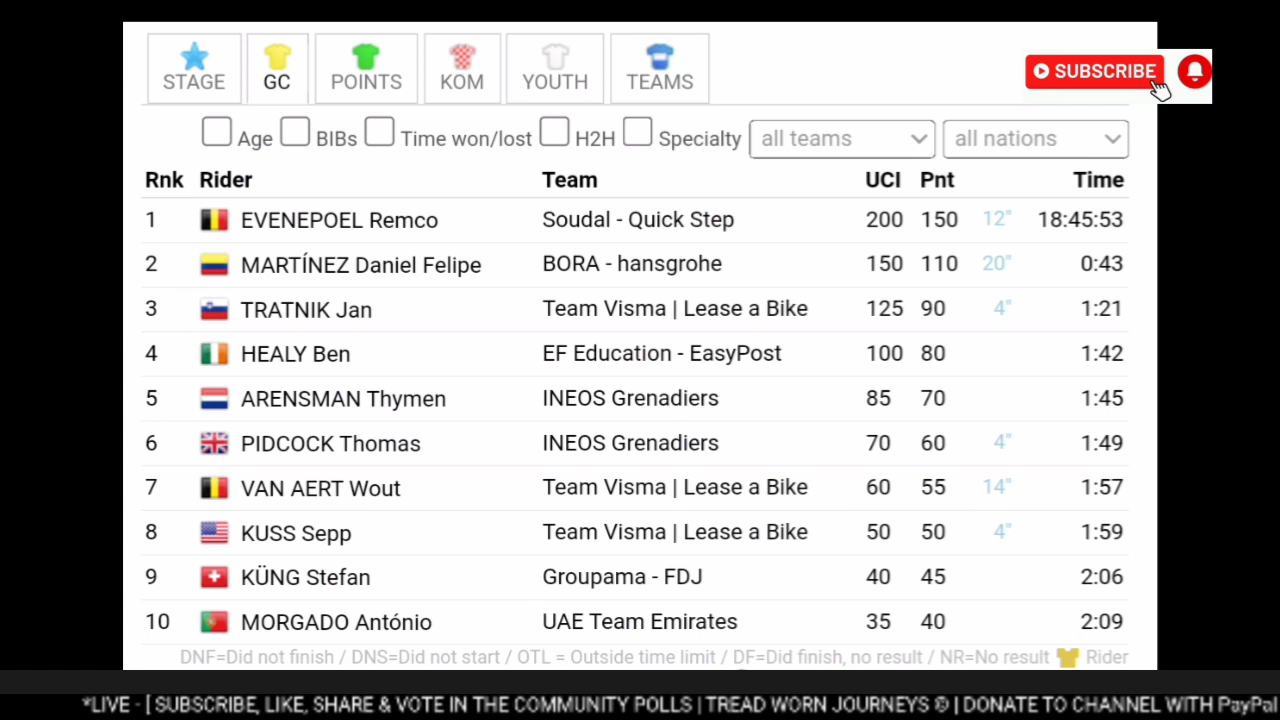 STAGE GC POINTS KOM YOUTH TEAMS
SUBSCRIBE
Age BIBs Time won/lost H2H Specialty all teams all nations
Rnk Rider Team UCI Pnt Time
1 EVENEPOEL Remco Soudal - Quick Step 200 150 12" 18:45:53
2 MARTÍNEZ Daniel Felipe BORA - hansgrohe 150 110 20" 0:43
3 TRATNIK Jan Team Visma | Lease a Bike 125 90 4" 1:21
4 HEALY Ben EF Education - EasyPost 100 80 1:42
5 ARENSMAN Thymen INEOS Grenadiers 85 70 1:45
6 PIDCOCK Thomas INEOS Grenadiers 70 60 4" 1:49
7 VAN AERT Wout Team Visma | Lease a Bike 60 55 14" 1:57
8 KUSS Sepp Team Visma | Lease a Bike 50 50 4" 1:59
9 KÜNG Stefan Groupama - FDJ 40 45 2:06
10 MORGADO António UAE Team Emirates 35 40 2:09
DNF=Did not finish / DNS=Did not start / OTL = Outside time limit / DF=Did finish, no result / NR=No result Rider
*LIVE - [ SUBSCRIBE, LIKE, SHARE & VOTE IN THE COMMUNITY POLLS | TREAD WORN JOURNEYS © | DONATE TO CHANNEL WITH PayPal